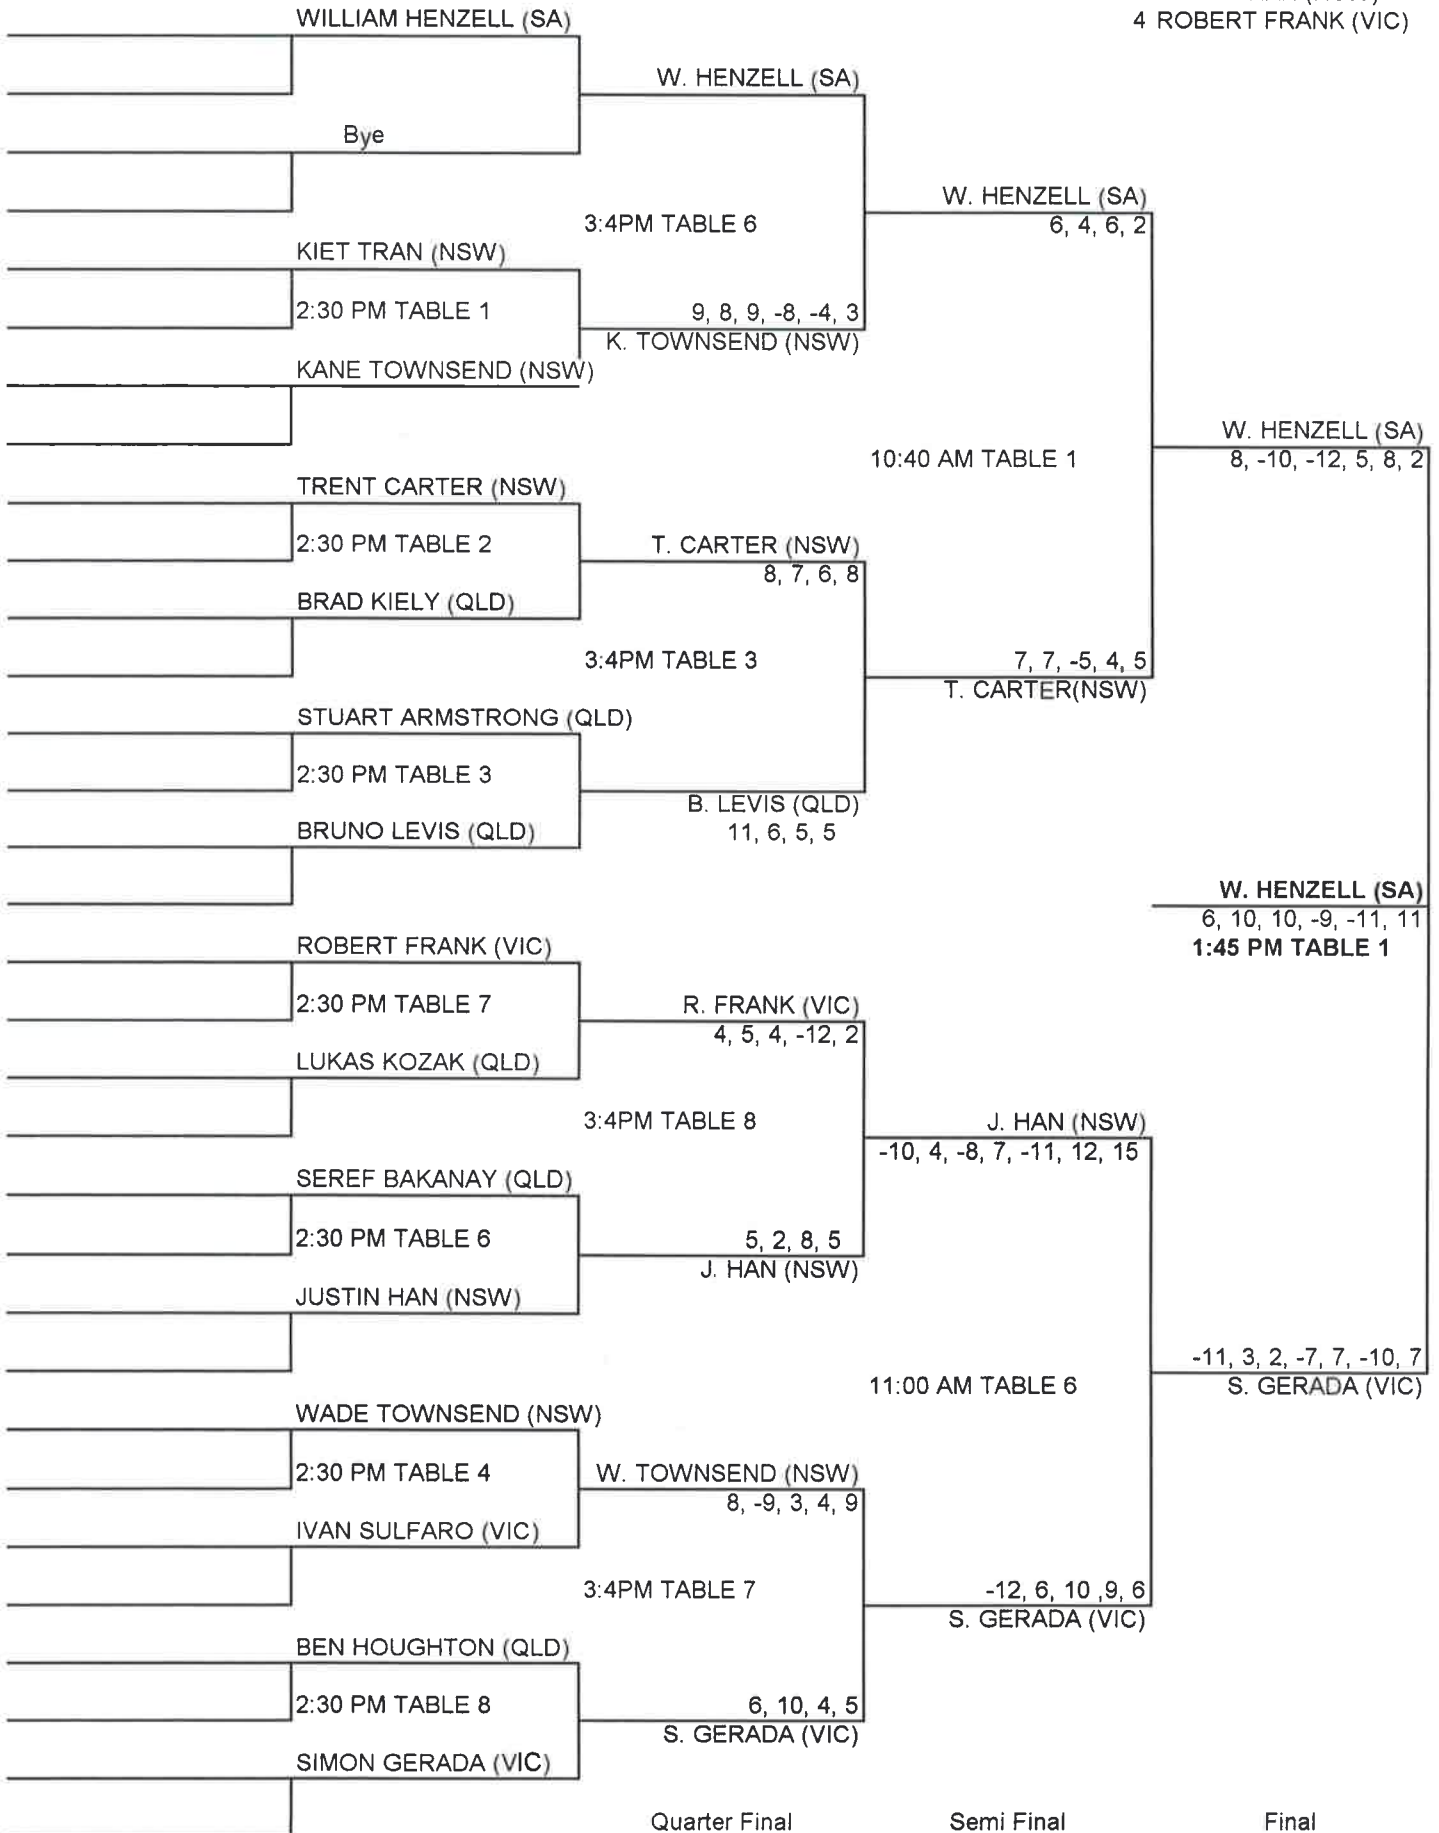 4 ROBERT FRANK (VIC)
WILLIAM HENZELL (SA)
W. HENZELL (SA)
Bye
W. HENZELL (SA)
3:4PM TABLE 6
6, 4, 6, 2
KIET TRAN (NSW)
2:30 PM TABLE 1
9, 8, 9, -8, -4, 3
K. TOWNSEND (NSW)
KANE TOWNSEND (NSW)
W. HENZELL (SA)
10:40 AM TABLE 1
8, -10, -12, 5, 8, 2
TRENT CARTER (NSW)
2:30 PM TABLE 2
T. CARTER (NSW)
8, 7, 6, 8
BRAD KIELY (QLD)
3:4PM TABLE 3
7, 7, -5, 4, 5
T. CARTER(NSW)
STUART ARMSTRONG (QLD)
2:30 PM TABLE 3
B. LEVIS (QLD)
BRUNO LEVIS (QLD)
11, 6, 5, 5
W. HENZELL (SA)
6, 10, 10, -9, -11, 11
1:45 PM TABLE 1
ROBERT FRANK (VIC)
2:30 PM TABLE 7
R. FRANK (VIC)
4, 5, 4, -12, 2
LUKAS KOZAK (QLD)
3:4PM TABLE 8
J. HAN (NSW)
-10, 4, -8, 7, -11, 12, 15
SEREF BAKANAY (QLD)
2:30 PM TABLE 6
5, 2, 8, 5
J. HAN (NSW)
JUSTIN HAN (NSW)
-11, 3, 2, -7, 7, -10, 7
11:00 AM TABLE 6
S. GERADA (VIC)
WADE TOWNSEND (NSW)
2:30 PM TABLE 4
W. TOWNSEND (NSW)
8, -9, 3, 4, 9
IVAN SULFARO (VIC)
3:4PM TABLE 7
-12, 6, 10 ,9, 6
S. GERADA (VIC)
BEN HOUGHTON (QLD)
2:30 PM TABLE 8
6, 10, 4, 5
S. GERADA (VIC)
SIMON GERADA (VIC)
Quarter Final
Semi Final
Final